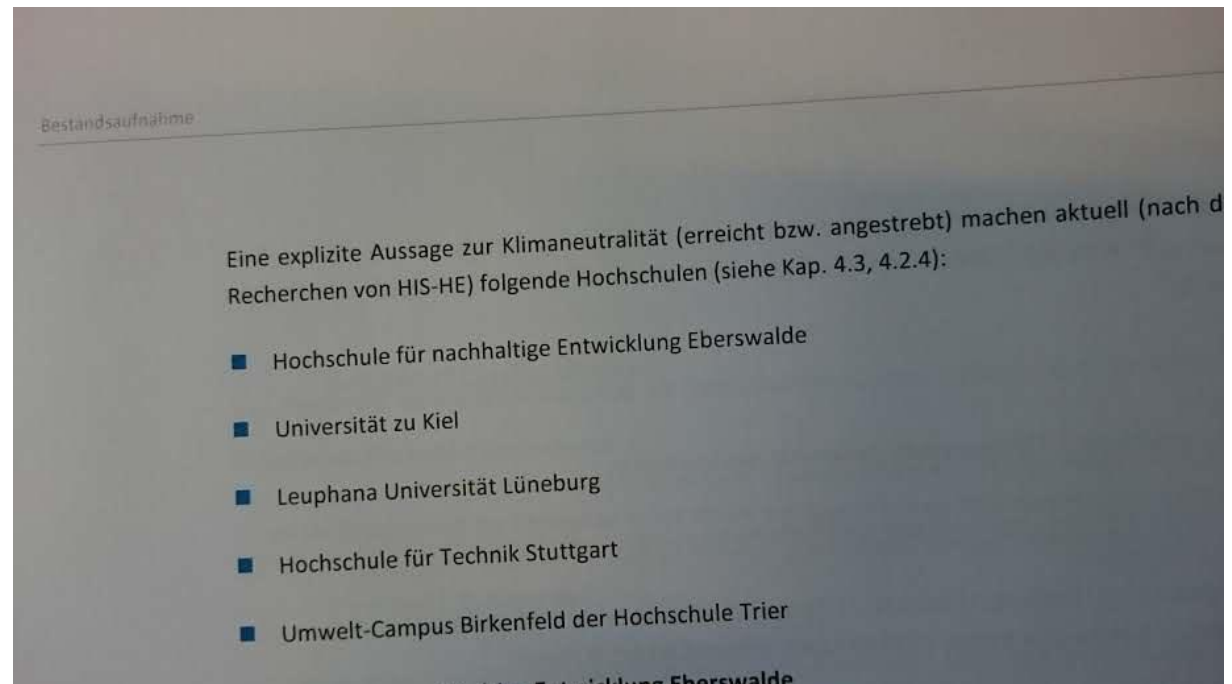 Bestandsaufnahme
Eine explizite Aussage zur Klimaneutralität (erreicht bzw. angestrebt) machen aktuell (nach d
Recherchen von HIS-HE) folgende Hochschulen (siehe Kap. 4.3, 4.2.4):
Hochschule für nachhaltige Entwicklung Eberswalde
Universität zu Kiel
Leuphana Universität Lüneburg
Hochschule für Technik Stuttgart
Umwelt-Campus Birkenfeld der Hochschule Trier
Entwicklung Eberswalde